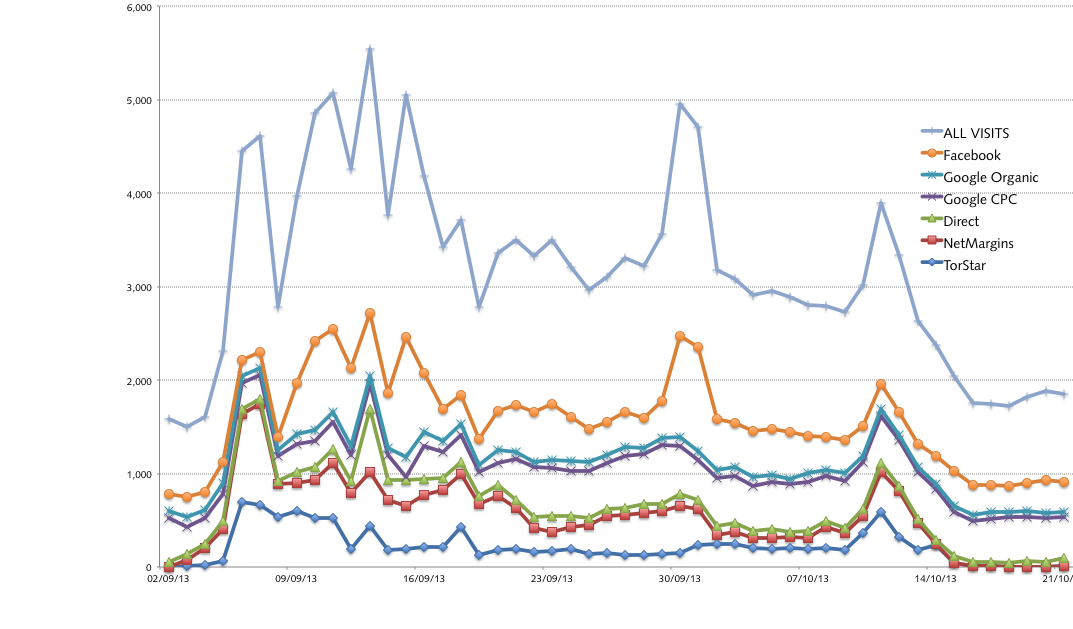 6,000
5,000
4,000
3,000
2,000
1,000
0
ALL VISITS
Facebook
Google Organic
Google CPC
Direct
NetMargins
TorStar
02/09/13 09/09/13 16/09/13 23/09/13 30/09/13 07/10/13 14/10/13 21/10/